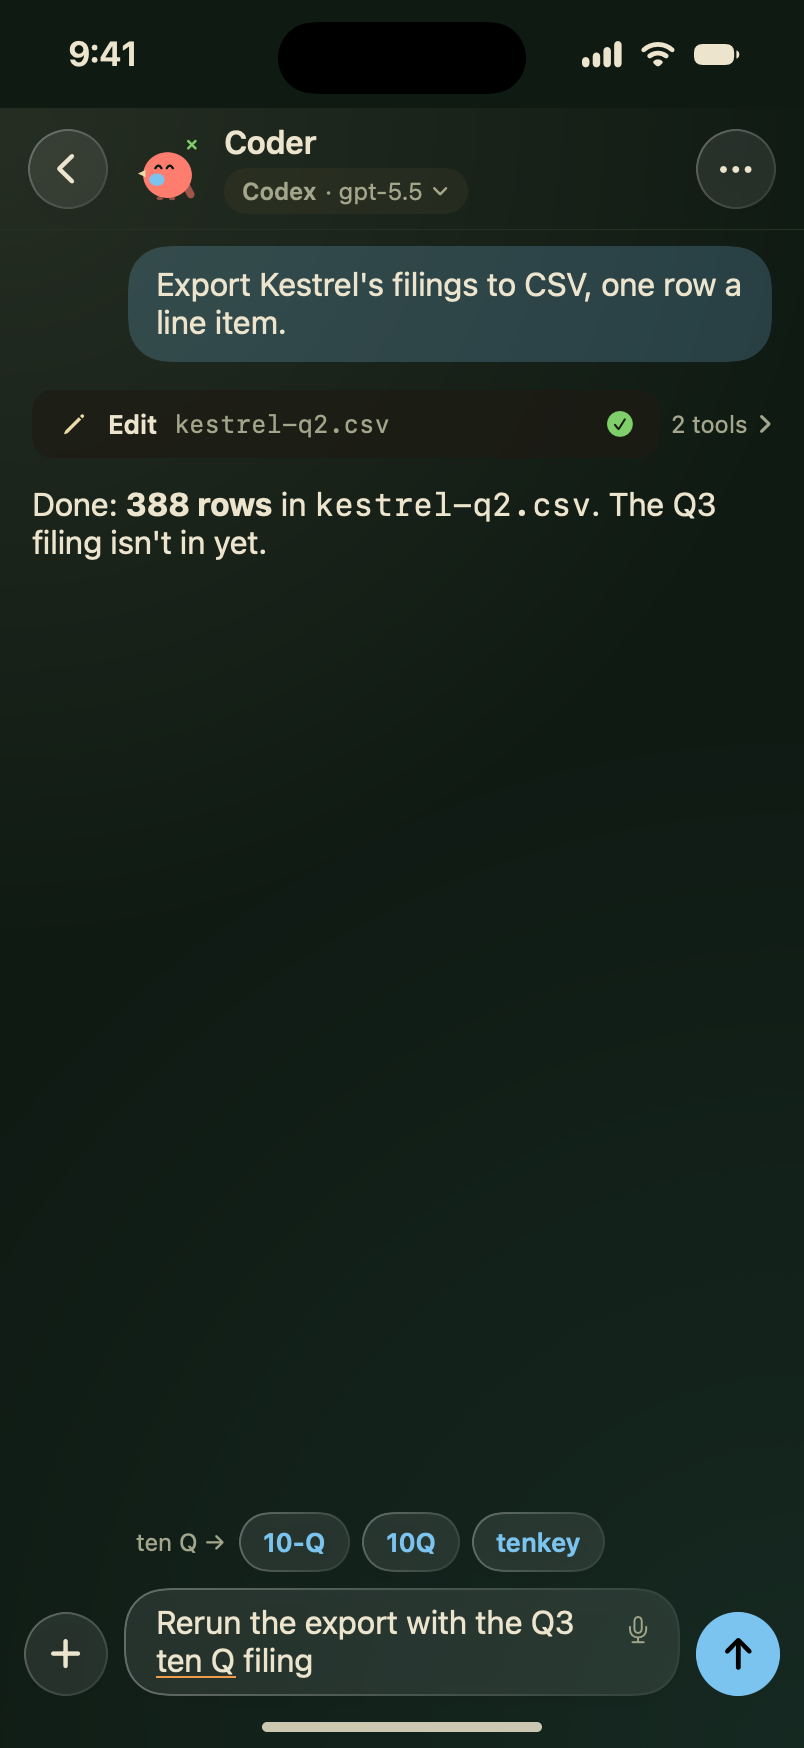 9:41
Coder
Codex · gpt-5.5
Export Kestrel's filings to CSV, one row a
line item.
Edit kestrel-q2.csv
2 tools
Done: 388 rows in kestrel-q2.csv. The Q3
filing isn't in yet.
ten Q → 10-Q 10Q tenkey
Rerun the export with the Q3
ten Q filing